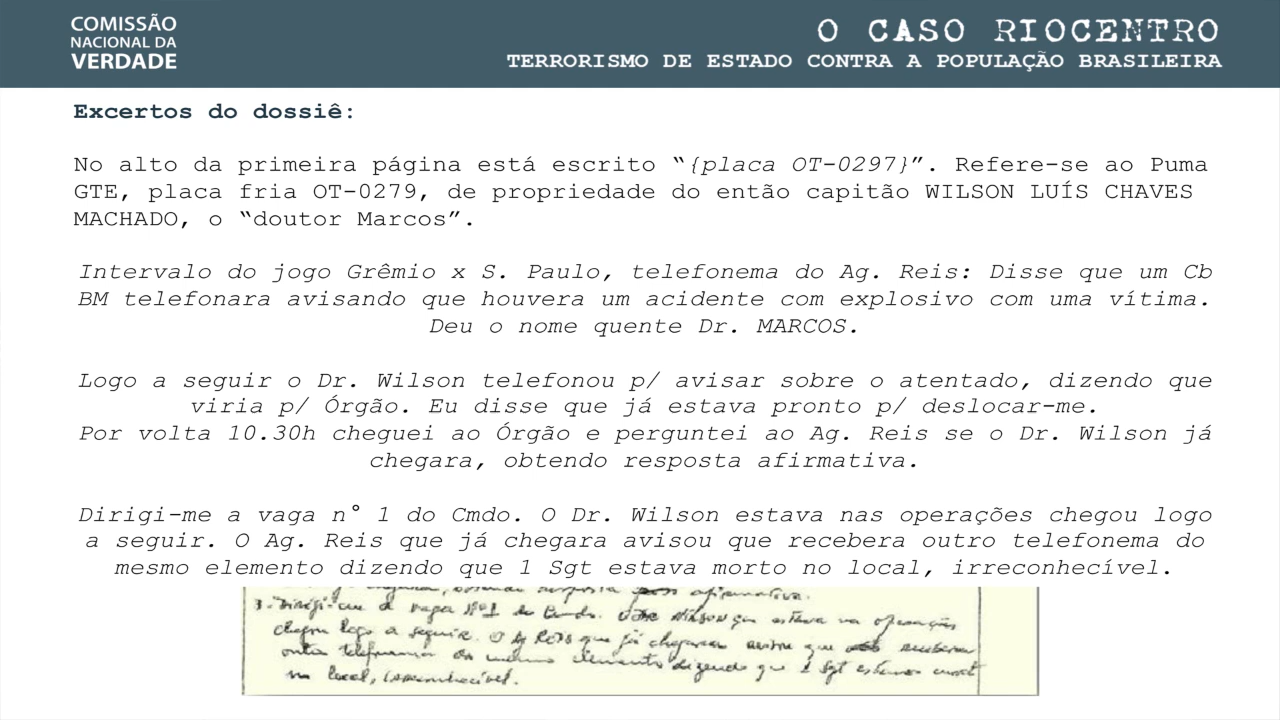 COMISSÃO
NACIONAL DA
VERDADE
O CASO RIOCENTRO
TERRORISMO DE ESTADO CONTRA A POPULAÇÃO BRASILEIRA
Excertos do dossiê:
No alto da primeira página está escrito “{placa OT-0297}”. Refere-se ao Puma
GTE, placa fria OT-0279, de propriedade do então capitão WILSON LUÍS CHAVES
MACHADO, o “doutor Marcos”.
Intervalo do jogo Grêmio x S. Paulo, telefonema do Ag. Reis: Disse que um Cb
BM telefonara avisando que houvera um acidente com explosivo com uma vítima.
Deu o nome quente Dr. MARCOS.
Logo a seguir o Dr. Wilson telefonou p/ avisar sobre o atentado, dizendo que
viria p/ Órgão. Eu disse que já estava pronto p/ deslocar-me.
Por volta 10.30h cheguei ao Órgão e perguntei ao Ag. Reis se o Dr. Wilson já
chegara, obtendo resposta afirmativa.
Dirigi-me a vaga n° 1 do Cmdo. O Dr. Wilson estava nas operações chegou logo
a seguir. O Ag. Reis que já chegara avisou que recebera outro telefonema do
mesmo elemento dizendo que 1 Sgt estava morto no local, irreconhecível.
afirmativa.
3. Dirigi-me a vaga Nº1 do Cmdo. Wilson que estava na operações
chegou logo a seguir. O Ag Reis que já chegara avisou que recebera
outro telefonema do mesmo elemento dizendo que 1 Sgt estava morto
no local, irreconhecível.